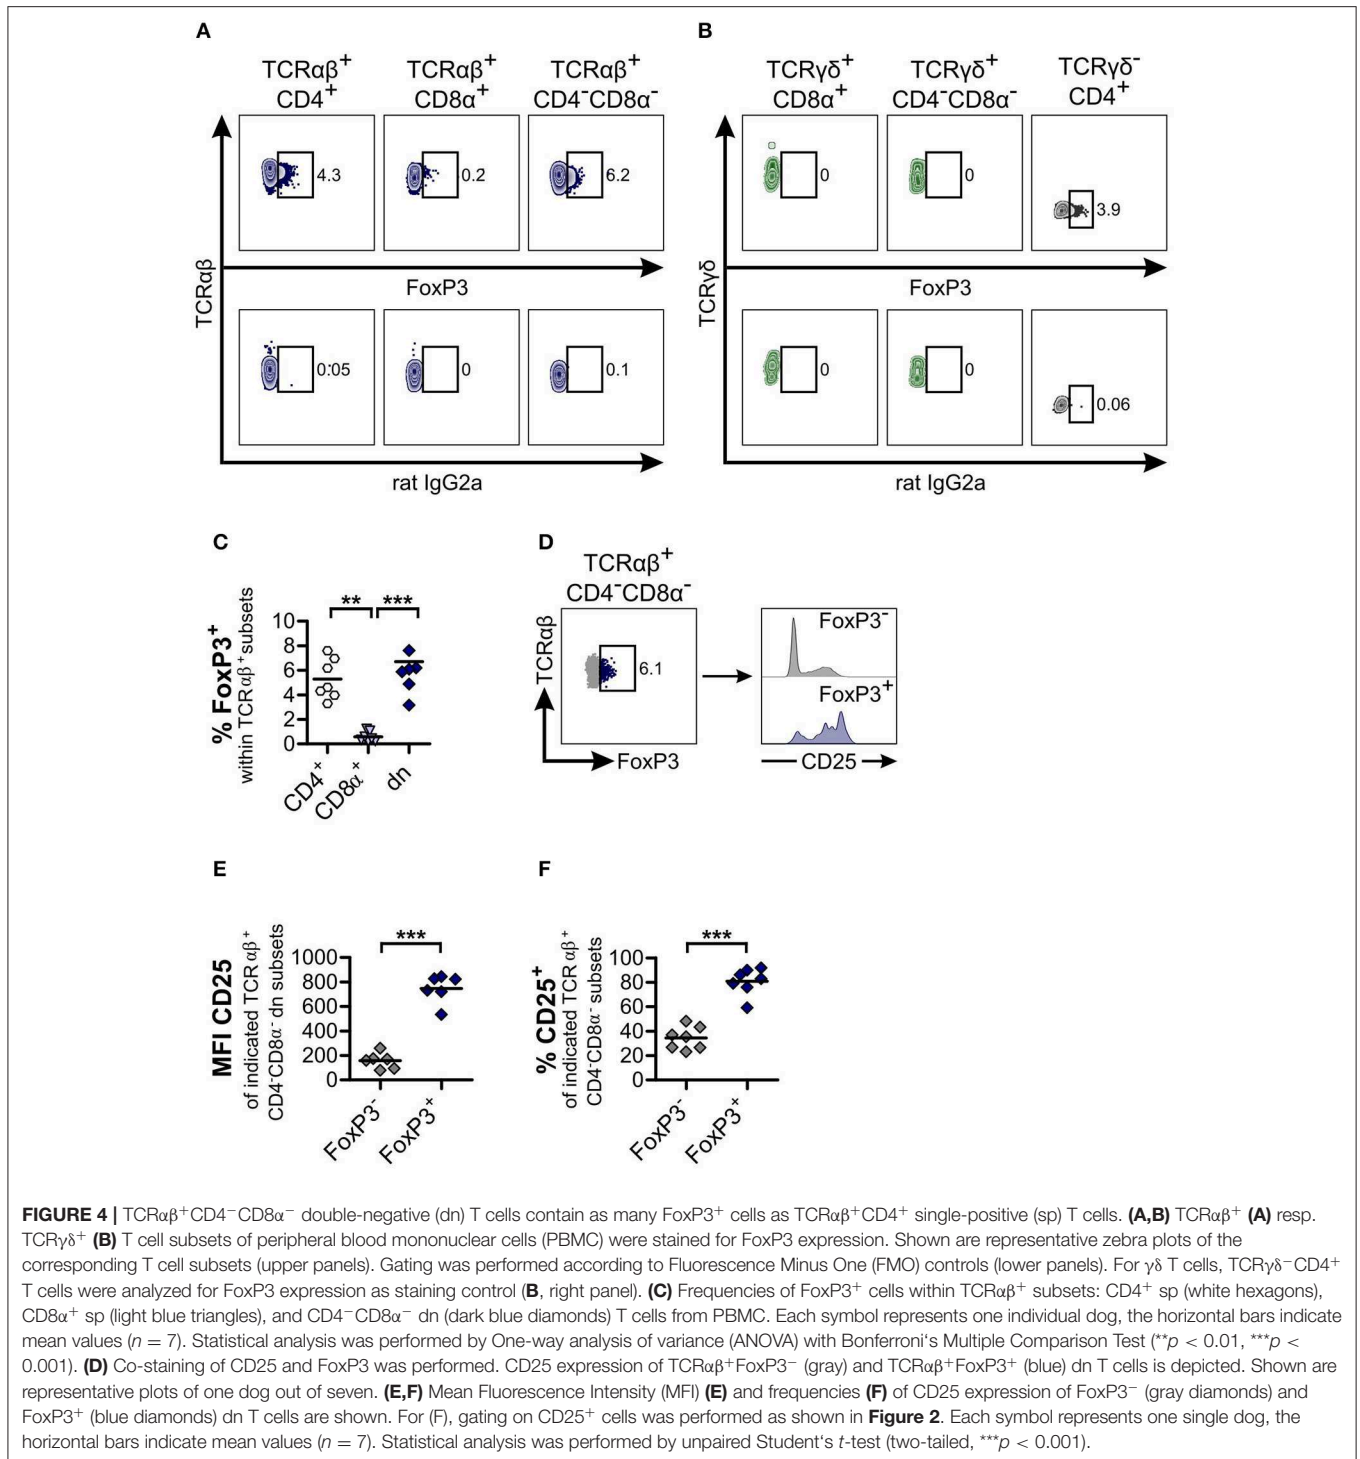 A
TCRαβ⁺
CD4⁺
TCRαβ⁺
CD8α⁺
TCRαβ⁺
CD4⁻CD8α⁻
4.3
0.2
6.2
TCRαβ
FoxP3
0.05
0
0.1
rat IgG2a
B
TCRγδ⁺
CD8α⁺
TCRγδ⁺
CD4⁻CD8α⁻
TCRγδ⁻
CD4⁺
0
0
3.9
TCRγδ
FoxP3
0
0
0.06
rat IgG2a
C
% FoxP3⁺
within TCRαβ⁺subsets
**
***
10
8
6
4
2
0
CD4⁺
CD8α⁺
dn
D
TCRαβ⁺
CD4⁻CD8α⁻
TCRαβ
6.1
FoxP3
FoxP3⁻
FoxP3⁺
CD25
E
MFI CD25
of indicated TCR αβ⁺
CD4⁻CD8α⁻ dn subsets
***
1000
800
600
400
200
0
FoxP3⁻
FoxP3⁺
F
% CD25⁺
of indicated TCR αβ⁺
CD4⁻CD8α⁻ subsets
***
100
80
60
40
20
0
FoxP3⁻
FoxP3⁺
FIGURE 4 | TCRαβ⁺CD4⁻CD8α⁻ double-negative (dn) T cells contain as many FoxP3⁺ cells as TCRαβ⁺CD4⁺ single-positive (sp) T cells. (A,B) TCRαβ⁺ (A) resp.
TCRγδ⁺ (B) T cell subsets of peripheral blood mononuclear cells (PBMC) were stained for FoxP3 expression. Shown are representative zebra plots of the
corresponding T cell subsets (upper panels). Gating was performed according to Fluorescence Minus One (FMO) controls (lower panels). For γδ T cells, TCRγδ⁻CD4⁺
T cells were analyzed for FoxP3 expression as staining control (B, right panel). (C) Frequencies of FoxP3⁺ cells within TCRαβ⁺ subsets: CD4⁺ sp (white hexagons),
CD8α⁺ sp (light blue triangles), and CD4⁻CD8α⁻ dn (dark blue diamonds) T cells from PBMC. Each symbol represents one individual dog, the horizontal bars indicate
mean values (n = 7). Statistical analysis was performed by One-way analysis of variance (ANOVA) with Bonferroni‘s Multiple Comparison Test (**p < 0.01, ***p <
0.001). (D) Co-staining of CD25 and FoxP3 was performed. CD25 expression of TCRαβ⁺FoxP3⁻ (gray) and TCRαβ⁺FoxP3⁺ (blue) dn T cells is depicted. Shown are
representative plots of one dog out of seven. (E,F) Mean Fluorescence Intensity (MFI) (E) and frequencies (F) of CD25 expression of FoxP3⁻ (gray diamonds) and
FoxP3⁺ (blue diamonds) dn T cells are shown. For (F), gating on CD25⁺ cells was performed as shown in Figure 2. Each symbol represents one single dog, the
horizontal bars indicate mean values (n = 7). Statistical analysis was performed by unpaired Student‘s t-test (two-tailed, ***p < 0.001).